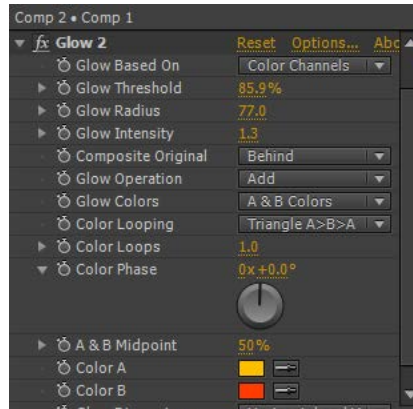 Comp 2 • Comp 1
fx Glow 2 Reset Options... Abc
Glow Based On Color Channels
Glow Threshold 85.9%
Glow Radius 77.0
Glow Intensity 1.3
Composite Original Behind
Glow Operation Add
Glow Colors A & B Colors
Color Looping Triangle A>B>A
Color Loops 1.0
Color Phase 0x+0.0°
A & B Midpoint 50%
Color A
Color B